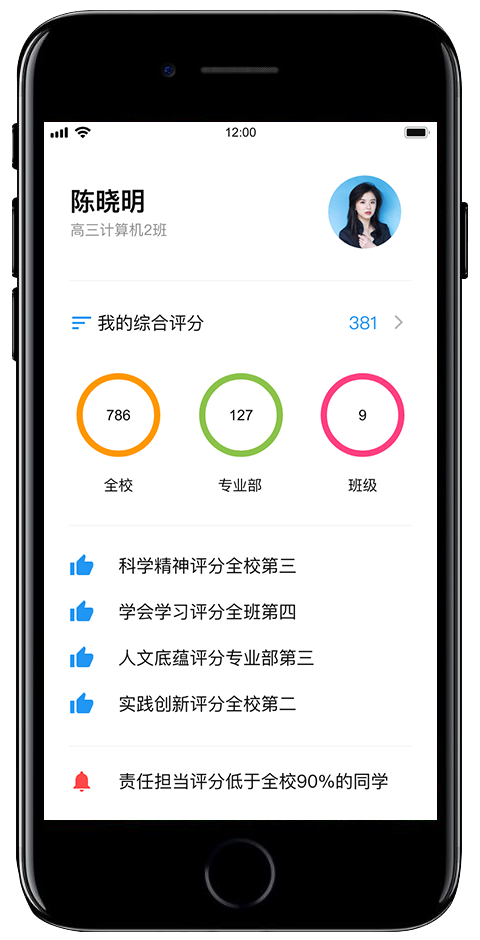 12:00
陈晓明
高三计算机2班
我的综合评分 381
786 127 9
全校 专业部 班级
科学精神评分全校第三
学会学习评分全班第四
人文底蕴评分专业部第三
实践创新评分全校第二
责任担当评分低于全校90%的同学